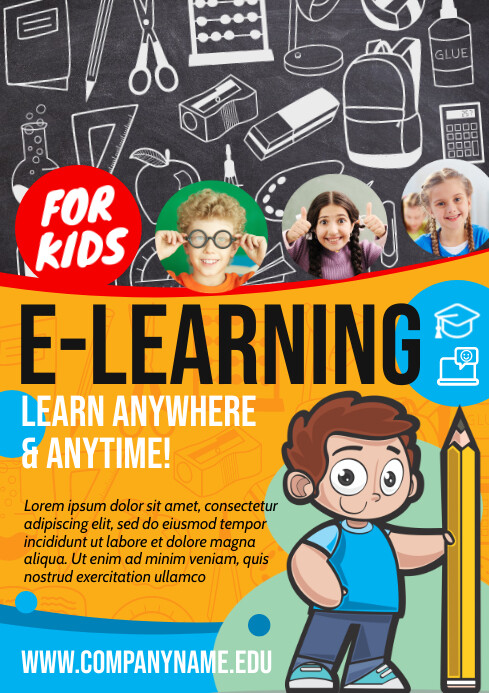 GLUE
FOR
KIDS
E-LEARNING
LEARN ANYWHERE
& ANYTIME!
Lorem ipsum dolor sit amet, consectetur
adipiscing elit, sed do eiusmod tempor
incididunt ut labore et dolore magna
aliqua. Ut enim ad minim veniam, quis
nostrud exercitation ullamco
WWW.COMPANYNAME.EDU